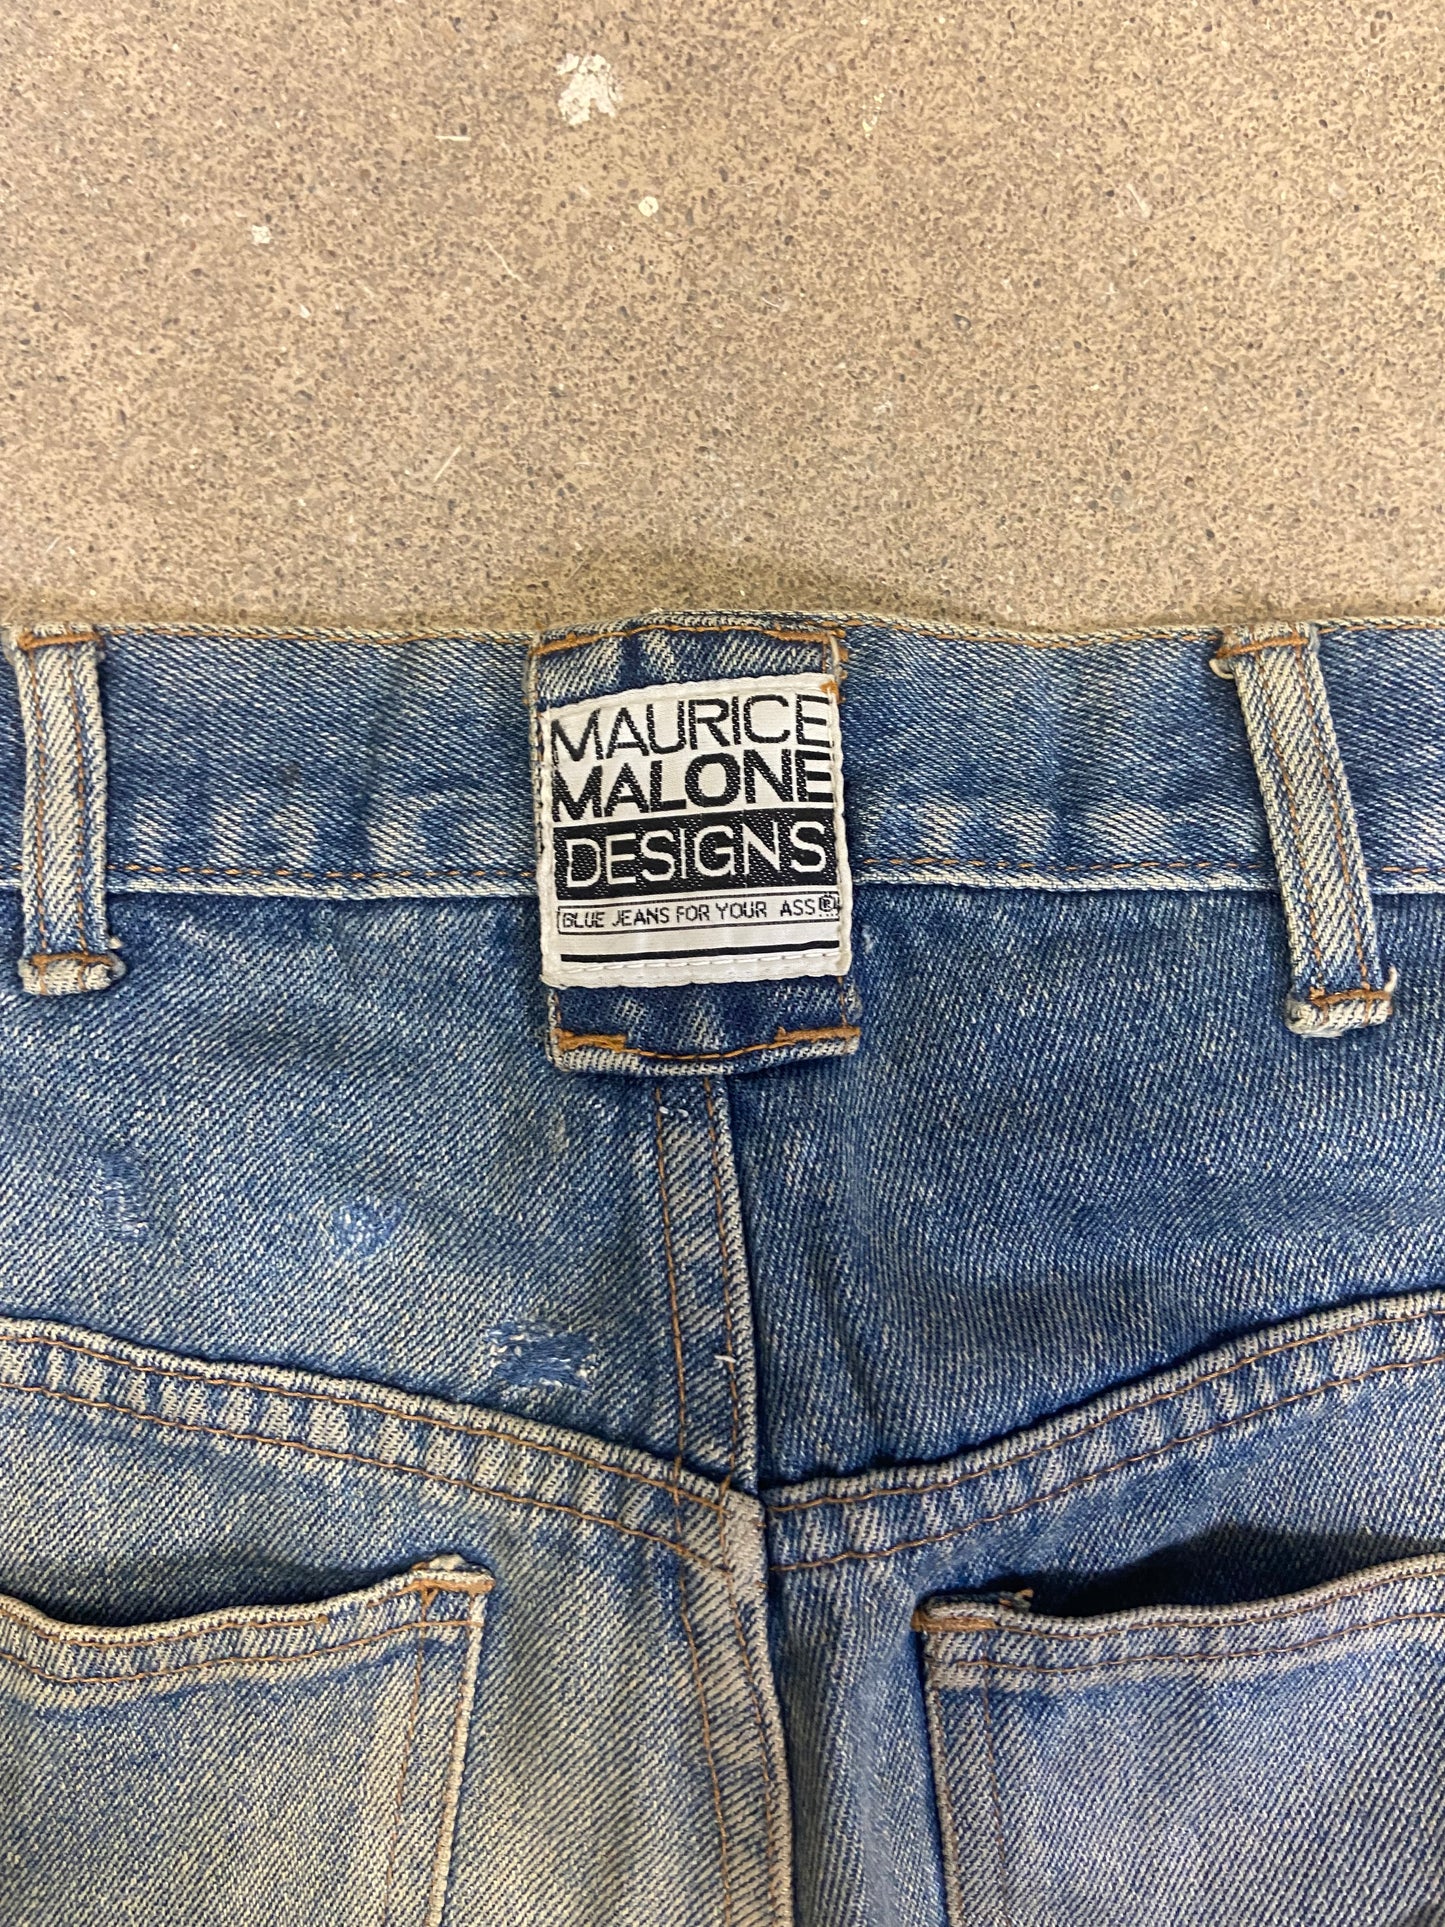 MAURICE
MALONE
DESIGNS
BLUE JEANS FOR YOUR ASS ®